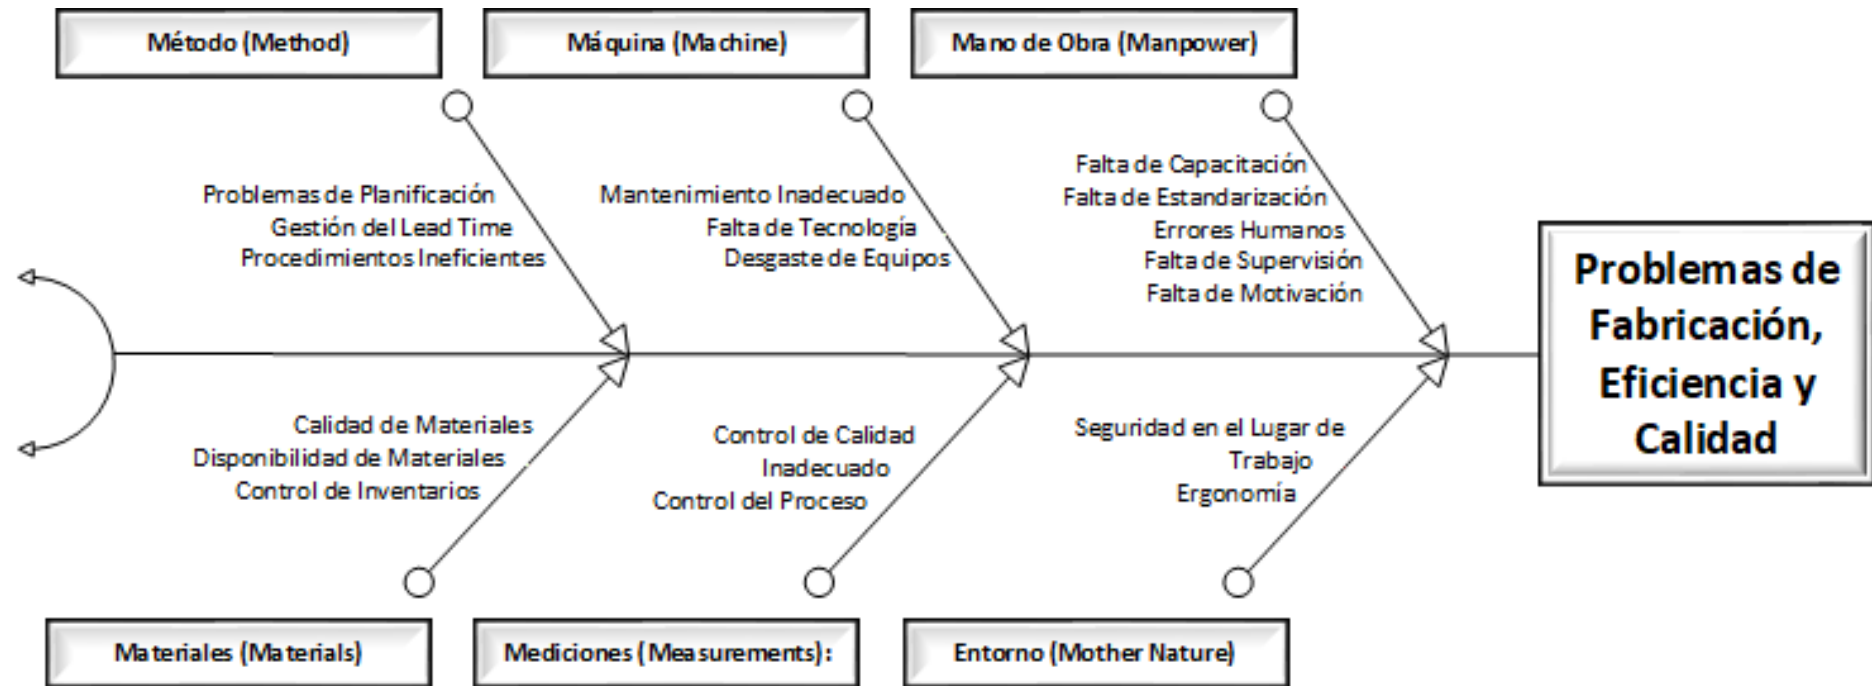 Método (Method)
Máquina (Machine)
Mano de Obra (Manpower)
Problemas de Planificación
Gestión del Lead Time
Procedimientos Ineficientes
Mantenimiento Inadecuado
Falta de Tecnología
Desgaste de Equipos
Falta de Capacitación
Falta de Estandarización
Errores Humanos
Falta de Supervisión
Falta de Motivación
Problemas de
Fabricación,
Eficiencia y
Calidad
Calidad de Materiales
Disponibilidad de Materiales
Control de Inventarios
Control de Calidad
Inadecuado
Control del Proceso
Seguridad en el Lugar de
Trabajo
Ergonomía
Materiales (Materials)
Mediciones (Measurements):
Entorno (Mother Nature)